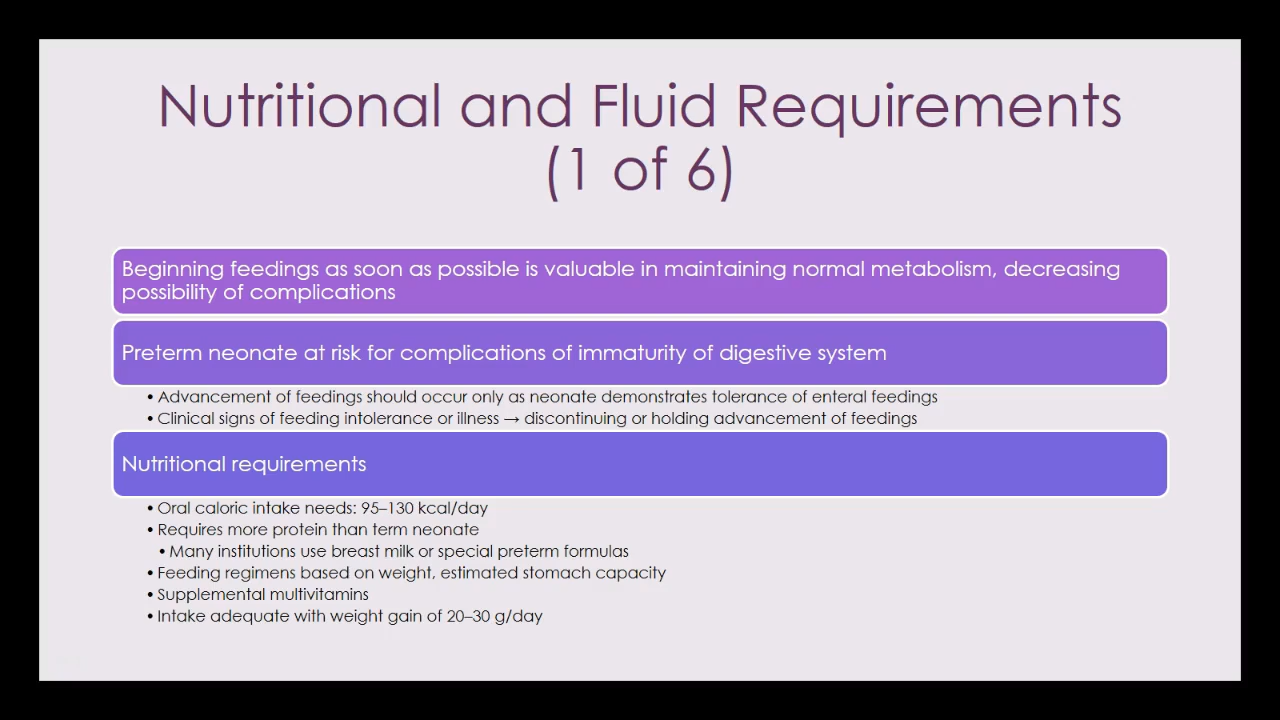 Nutritional and Fluid Requirements
(1 of 6)
Beginning feedings as soon as possible is valuable in maintaining normal metabolism, decreasing
possibility of complications
Preterm neonate at risk for complications of immaturity of digestive system
• Advancement of feedings should occur only as neonate demonstrates tolerance of enteral feedings
• Clinical signs of feeding intolerance or illness → discontinuing or holding advancement of feedings
Nutritional requirements
• Oral caloric intake needs: 95–130 kcal/day
• Requires more protein than term neonate
• Many institutions use breast milk or special preterm formulas
• Feeding regimens based on weight, estimated stomach capacity
• Supplemental multivitamins
• Intake adequate with weight gain of 20–30 g/day